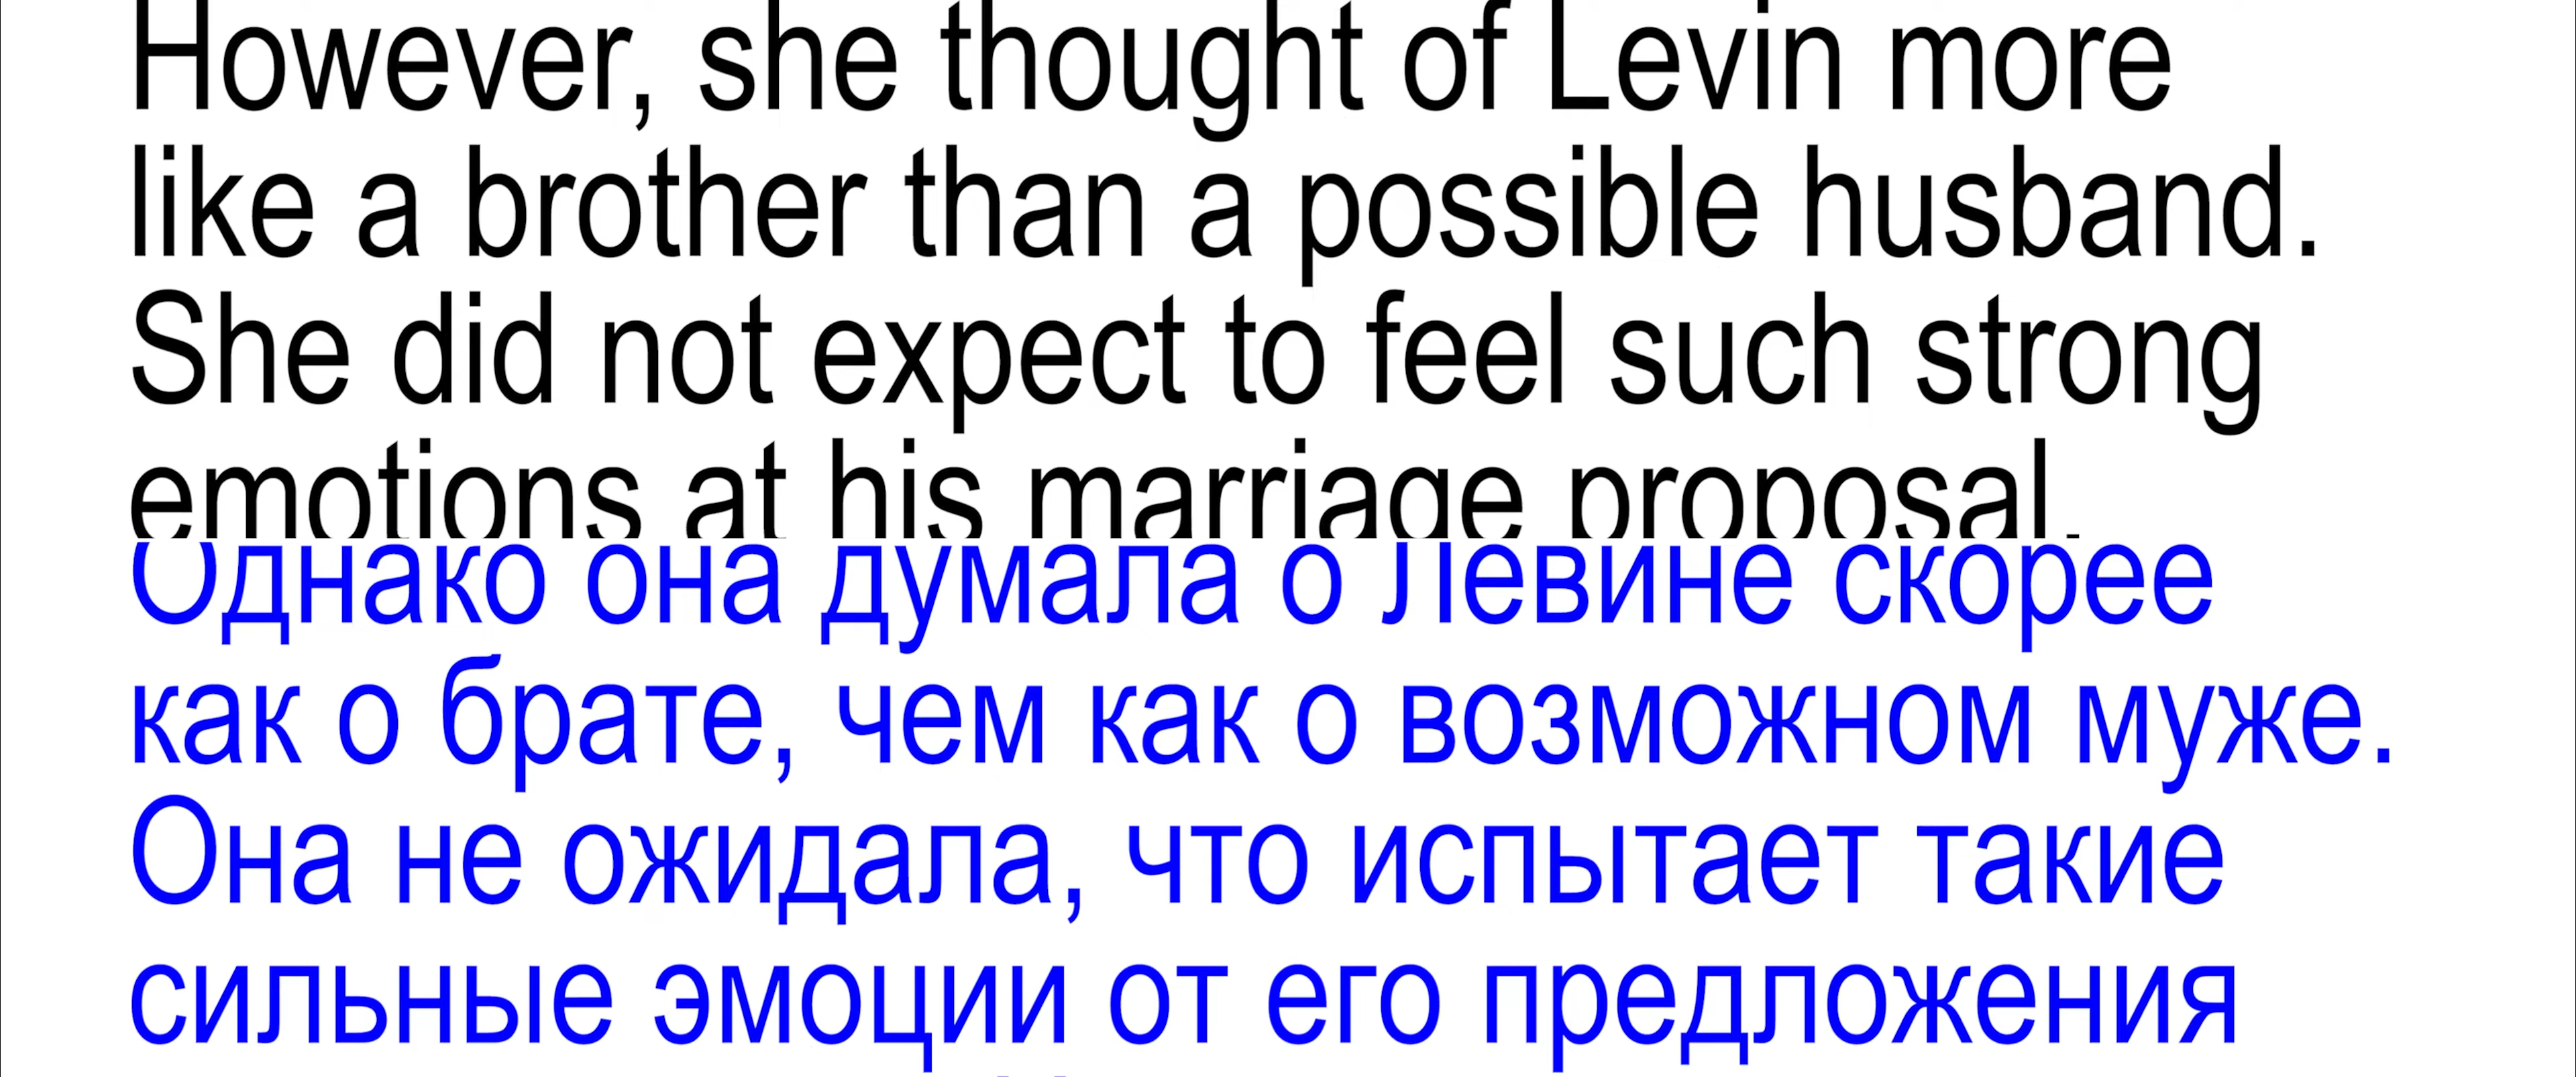 However, she thought of Levin more
like a brother than a possible husband.
She did not expect to feel such strong
emotions at his marriage proposal.
Однако она думала о Левине скорее
как о брате, чем как о возможном муже.
Она не ожидала, что испытает такие
сильные эмоции от его предложения